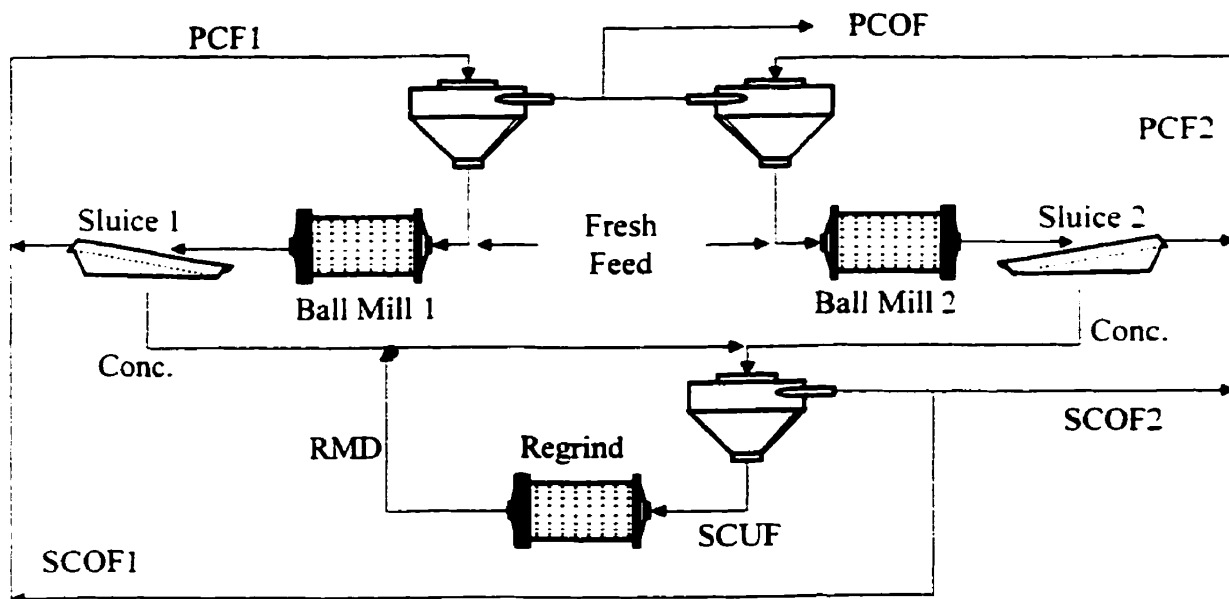 PCF1
PCOF
PCF2
Sluice 1
Fresh
Feed
Sluice 2
Ball Mill 1
Ball Mill 2
Conc.
Conc.
RMD
Regrind
SCOF2
SCUF
SCOF1